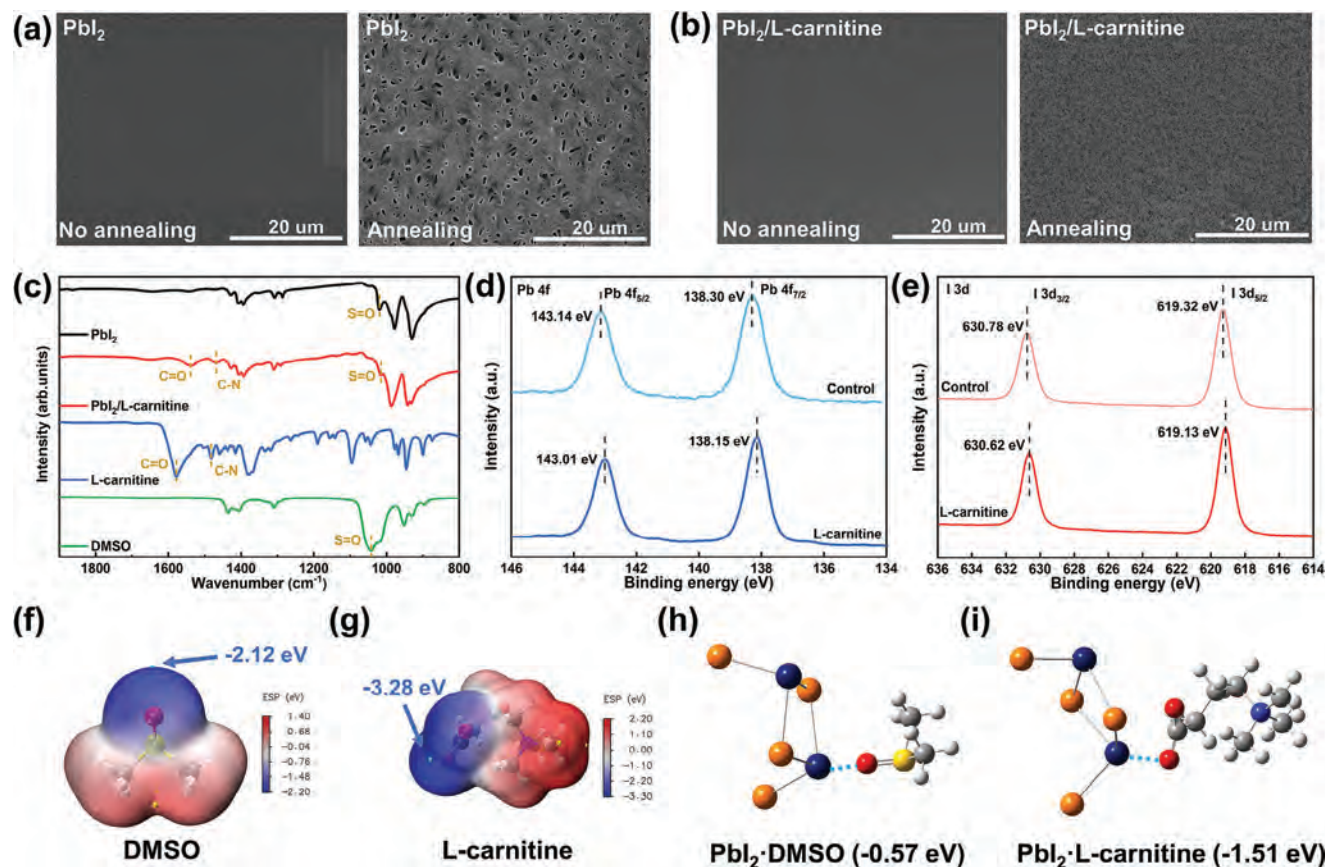 (a)
PbI₂
No annealing
20 um
PbI₂
Annealing
20 um
(b)
PbI₂/L-carnitine
No annealing
20 um
PbI₂/L-carnitine
Annealing
20 um
(c)
Intensity (arb.units)
S=O
PbI₂
C=O
C-N
S=O
PbI₂/L-carnitine
C=O
C-N
L-carnitine
S=O
DMSO
1800 1600 1400 1200 1000 800
Wavenumber (cm⁻¹)
(d)
Intensity (a.u.)
Pb 4f
Pb 4f5/2
138.30 eV
Pb 4f7/2
143.14 eV
Control
138.15 eV
143.01 eV
L-carnitine
146 144 142 140 138 136 134
Binding energy (eV)
(e)
Intensity (a.u.)
I 3d
I 3d3/2
619.32 eV
I 3d5/2
630.78 eV
Control
630.62 eV
619.13 eV
L-carnitine
636 634 632 630 628 626 624 622 620 618 616 614
Binding energy (eV)
(f)
-2.12 eV
ESP (eV)
1.40
0.68
-0.04
-0.76
-1.48
-2.20
DMSO
(g)
-3.28 eV
ESP (eV)
2.20
1.10
0.00
-1.10
-2.20
-3.30
L-carnitine
(h)
PbI₂·DMSO (-0.57 eV)
(i)
PbI₂·L-carnitine (-1.51 eV)